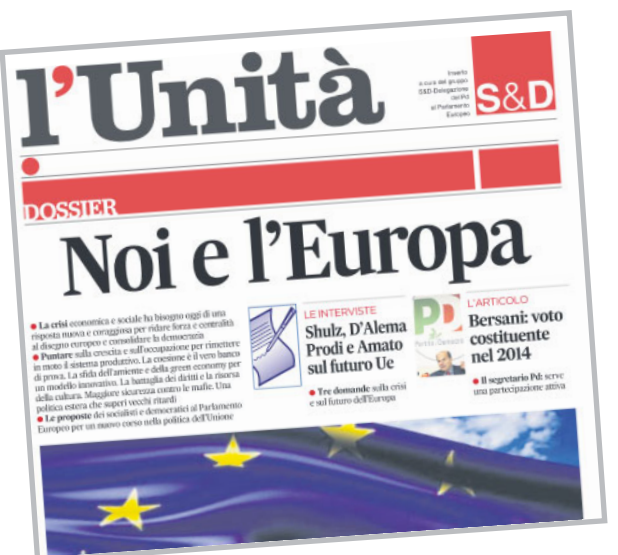 l'Unità
Inserto
a cura del gruppo
S&D-Delegazione
del Pd
al Parlamento
Europeo
S&D
DOSSIER
Noi e l'Europa
● La crisi economica e sociale ha bisogno oggi di una
risposta nuova e coraggiosa per ridare forza e centralità
al disegno europeo e consolidare la democrazia
● Puntare sulla crescita e sull'occupazione per rimettere
in moto il sistema produttivo. La coesione è il vero banco
di prova. La sfida dell'amiente e della green economy per
un modello innovativo. La battaglia dei diritti e la risorsa
della cultura. Maggiore sicurezza contro le mafie. Una
politica estera che superi vecchi ritardi
● Le proposte dei socialisti e democratici al Parlamento
Europeo per un nuovo corso nella politica dell'Unione
LE INTERVISTE
Shulz, D'Alema
Prodi e Amato
sul futuro Ue
● Tre domande sulla crisi
e sul futuro dell'Europa
PD
L'ARTICOLO
Bersani: voto
costituente
nel 2014
● Il segretario Pd: serve
una partecipazione attiva